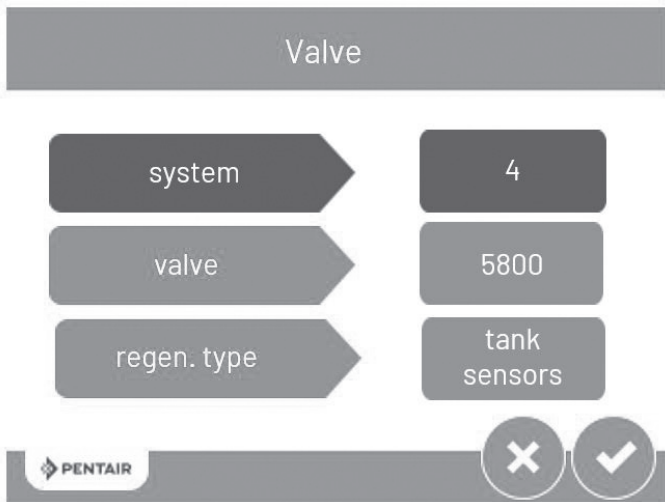 Valve
system
4
valve
5800
regen. type
tank
sensors
PENTAIR